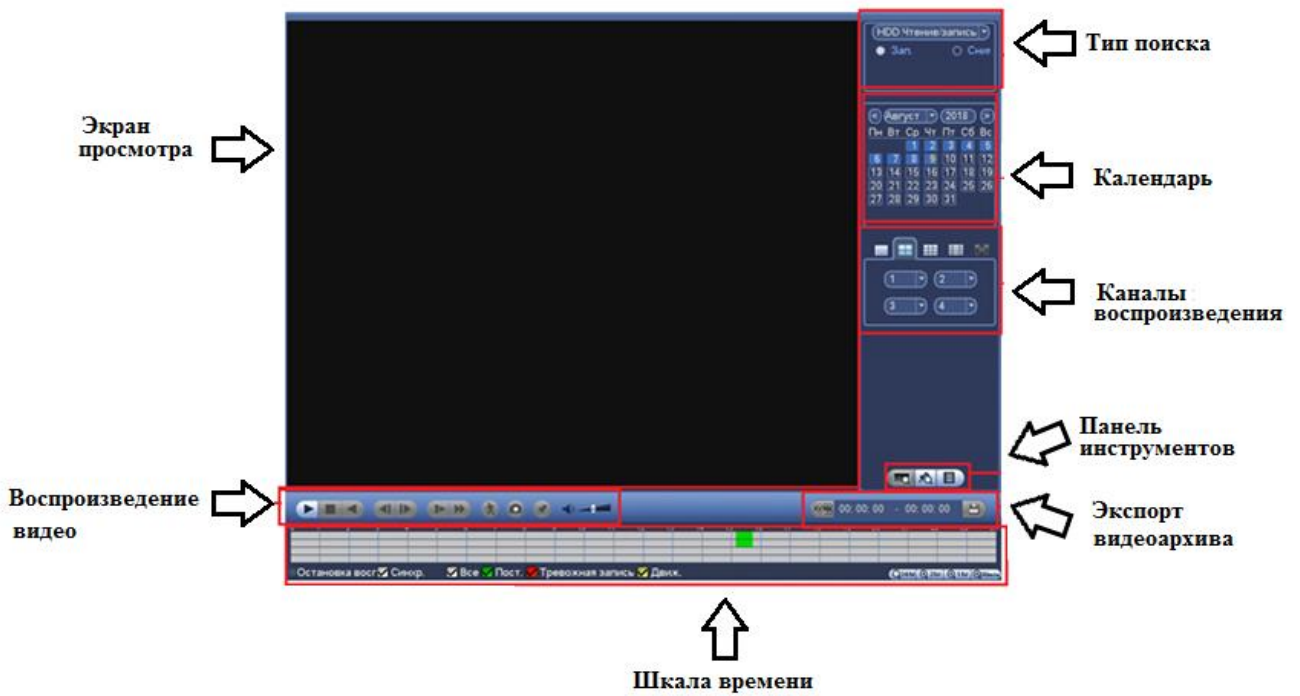 HDD Чтение/запись
Зап.
Тип поиска
Экран
просмотра
Август 2018
Пн Вт Ср Чт Пт Сб Вс
1 2 3 4 5
6 7 8 9 10 11 12
13 14 15 16 17 18 19
20 21 22 23 24 25 26
27 28 29 30 31
Календарь
1 2
3 4
Каналы
воспроизведения
Панель
инструментов
Воспроизведение
видео
00: 00: 00 - 00: 00: 00
Экспорт
видеоархива
Остановка восг Синхр. Все Пост. Тревожная запись Движ.
Шкала времени